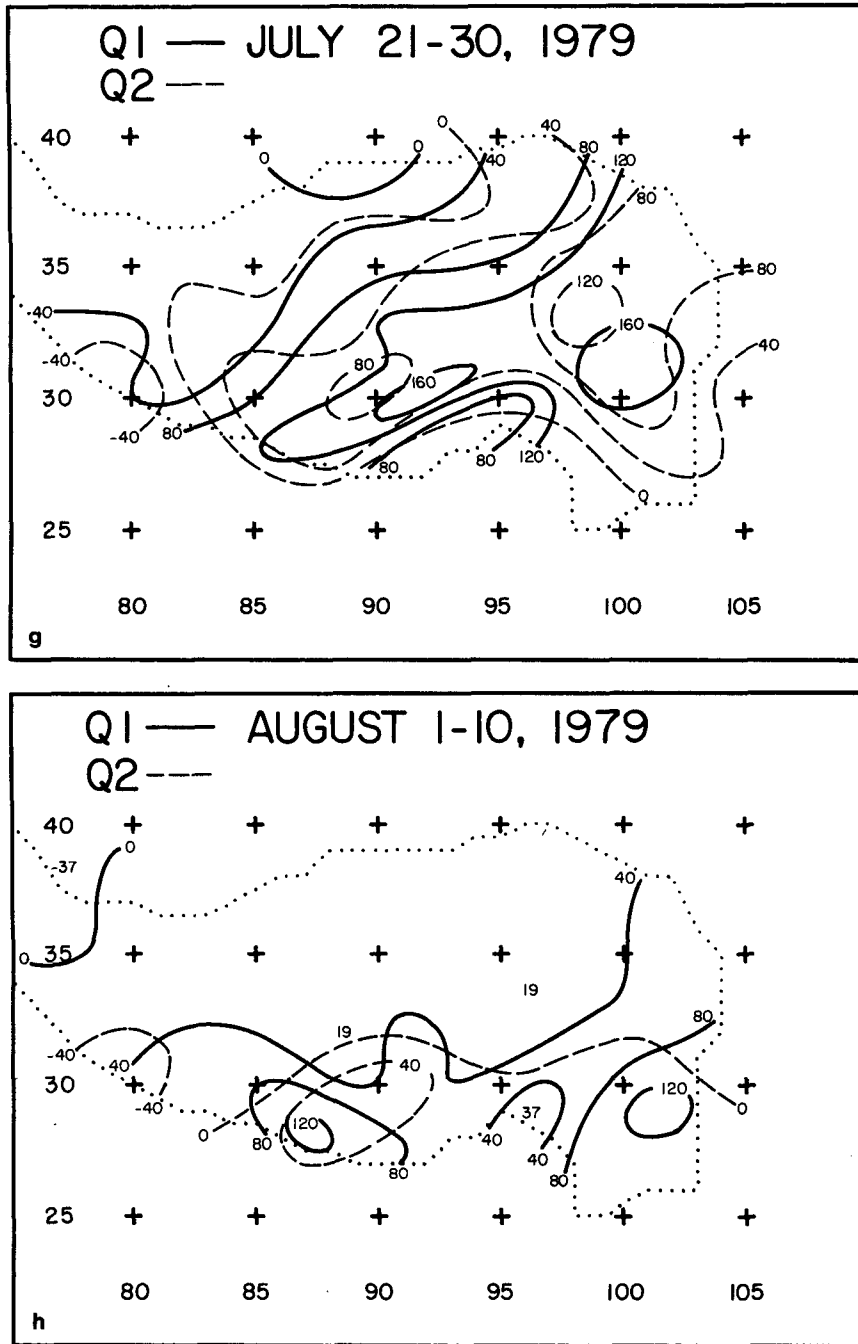 Q1 — JULY 21-30, 1979
Q2 ---
0 40
40 0 0 40 80 120
80
35 80
120
40 160
-40 80 40
30 160
-40 80
80 80 120
0
25
80 85 90 95 100 105
g
Q1 — AUGUST 1-10, 1979
Q2 ----
40 0
-37 40
35
0
19
19 80
-40 40 40
30 120
-40 0 80 120 37 0
40 40
80 80
25
80 85 90 95 100 105
h